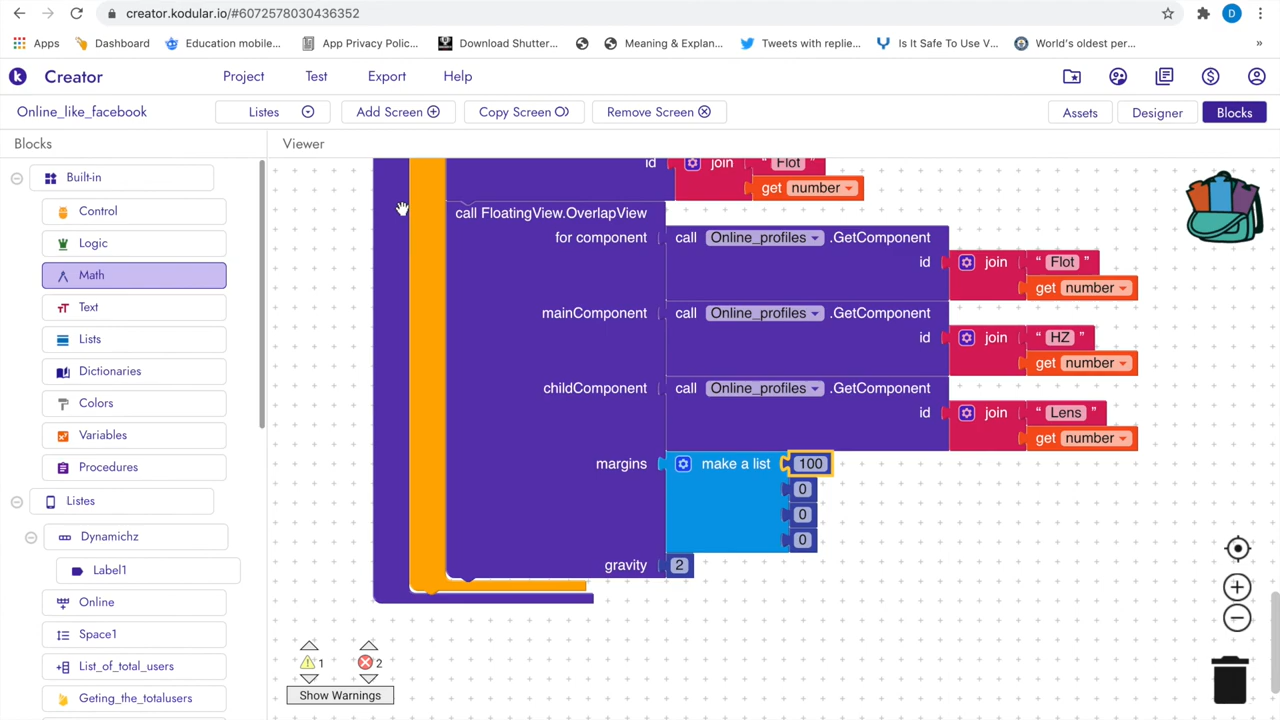 creator.kodular.io/#6072578030436352
D
Apps Dashboard Education mobile... App Privacy Polic... Download Shutter... Meaning & Explan... Tweets with replie... Is It Safe To Use V... World's oldest per... »
Creator Project Test Export Help
Online_like_facebook Listes Add Screen Copy Screen Remove Screen Assets Designer Blocks
Blocks Viewer
Built-in
Control
Logic
Math
Text
Lists
Dictionaries
Colors
Variables
Procedures
Listes
Dynamichz
Label1
Online
Space1
List_of_total_users
Geting_the_totalusers
id join “ Flot ”
get number
call FloatingView.OverlapView
for component call Online_profiles .GetComponent
id join “ Flot ”
get number
mainComponent call Online_profiles .GetComponent
id join “ HZ ”
get number
childComponent call Online_profiles .GetComponent
id join “ Lens ”
get number
margins make a list 100
0
0
0
gravity 2
1 2
Show Warnings